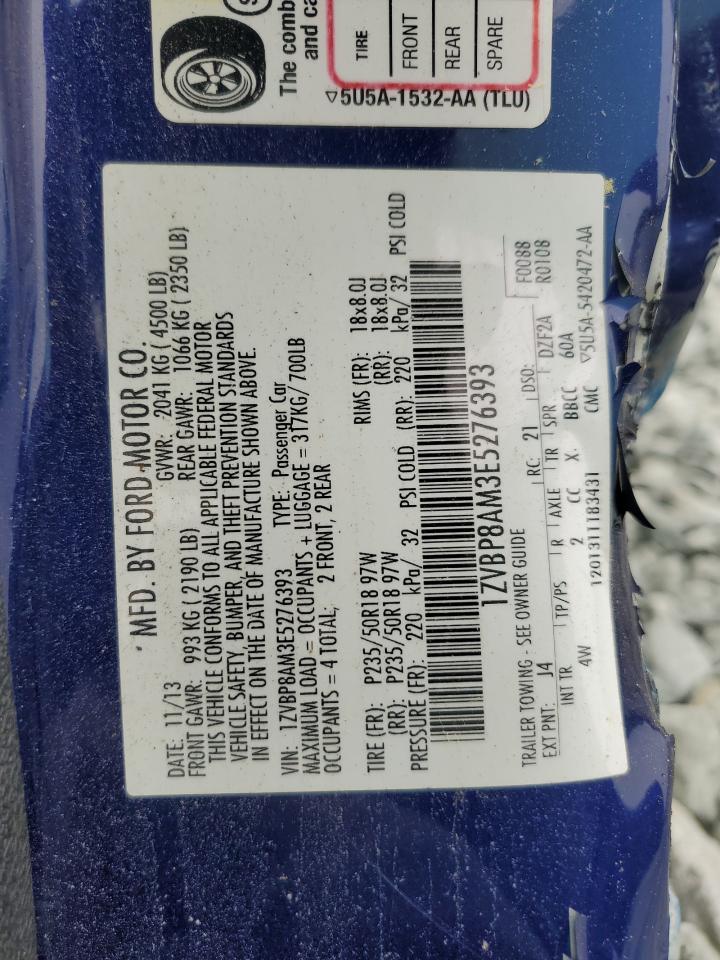 The comb
and ca
TIRE
FRONT
REAR
SPARE
▽5U5A-1532-AA (TLU)
* MFD. BY FORD MOTOR CO.
DATE: 11/13 GVWR: 2041 KG ( 4500 LB)
FRONT GAWR: 993 KG ( 2190 LB) REAR GAWR: 1066 KG ( 2350 LB)
THIS VEHICLE CONFORMS TO ALL APPLICABLE FEDERAL MOTOR
VEHICLE SAFETY, BUMPER, AND THEFT PREVENTION STANDARDS
IN EFFECT ON THE DATE OF MANUFACTURE SHOWN ABOVE.
VIN: 1ZVBP8AM3E5276393 TYPE: Passenger Car
MAXIMUM LOAD = OCCUPANTS + LUGGAGE = 317KG/ 700LB
OCCUPANTS = 4 TOTAL, 2 FRONT, 2 REAR
TIRE (FR): P235/50R18 97W RIMS (FR): 18x8.0J
(RR): P235/50R18 97W (RR): 18x8.0J
PRESSURE (FR): 220 kPa/ 32 PSI COLD (RR): 220 kPa/ 32 PSI COLD
1ZVBP8AM3E5276393
TRAILER TOWING - SEE OWNER GUIDE
EXT PNT: J4 RC: 21 DSO: F0088
R0108
INT TR TP/PS R AXLE TR SPR DZF2A
4W 2 CC X. BBCC 60A
1201311183431 CMC ▽5U5A-5420472-AA